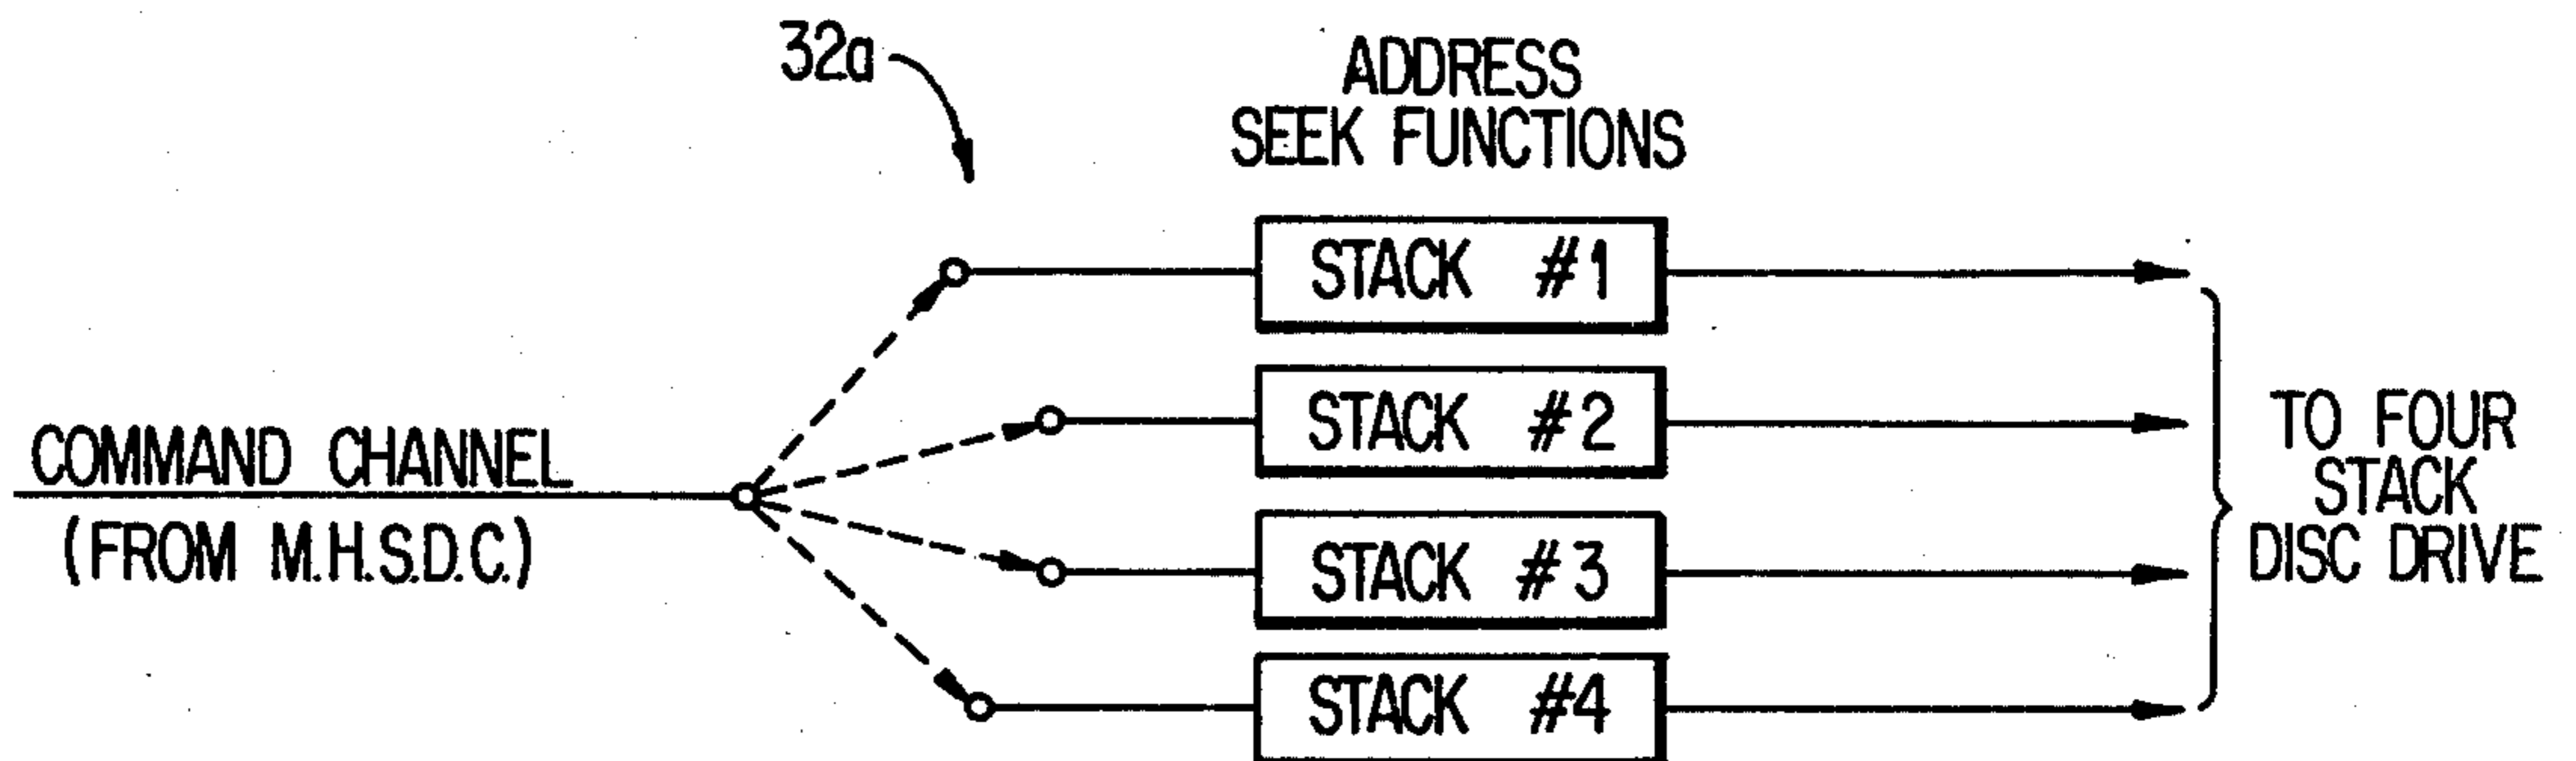 32a
ADDRESS
SEEK FUNCTIONS
STACK #1
STACK #2
STACK #3
STACK #4
COMMAND CHANNEL
(FROM M.H.S.D.C.)
TO FOUR
STACK
DISC DRIVE